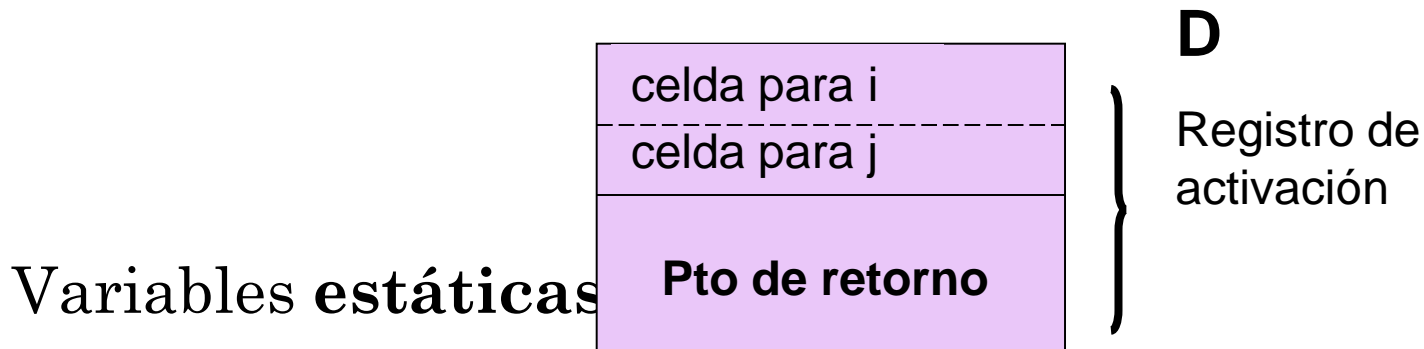 D
celda para i
celda para j
Registro de
activación
Variables estáticas
Pto de retorno